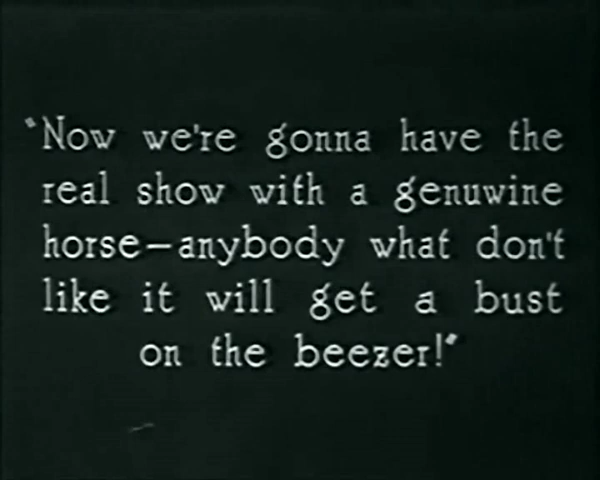 "Now we're gonna have the
real show with a genuwine
horse—anybody what don't
like it will get a bust
on the beezer!"